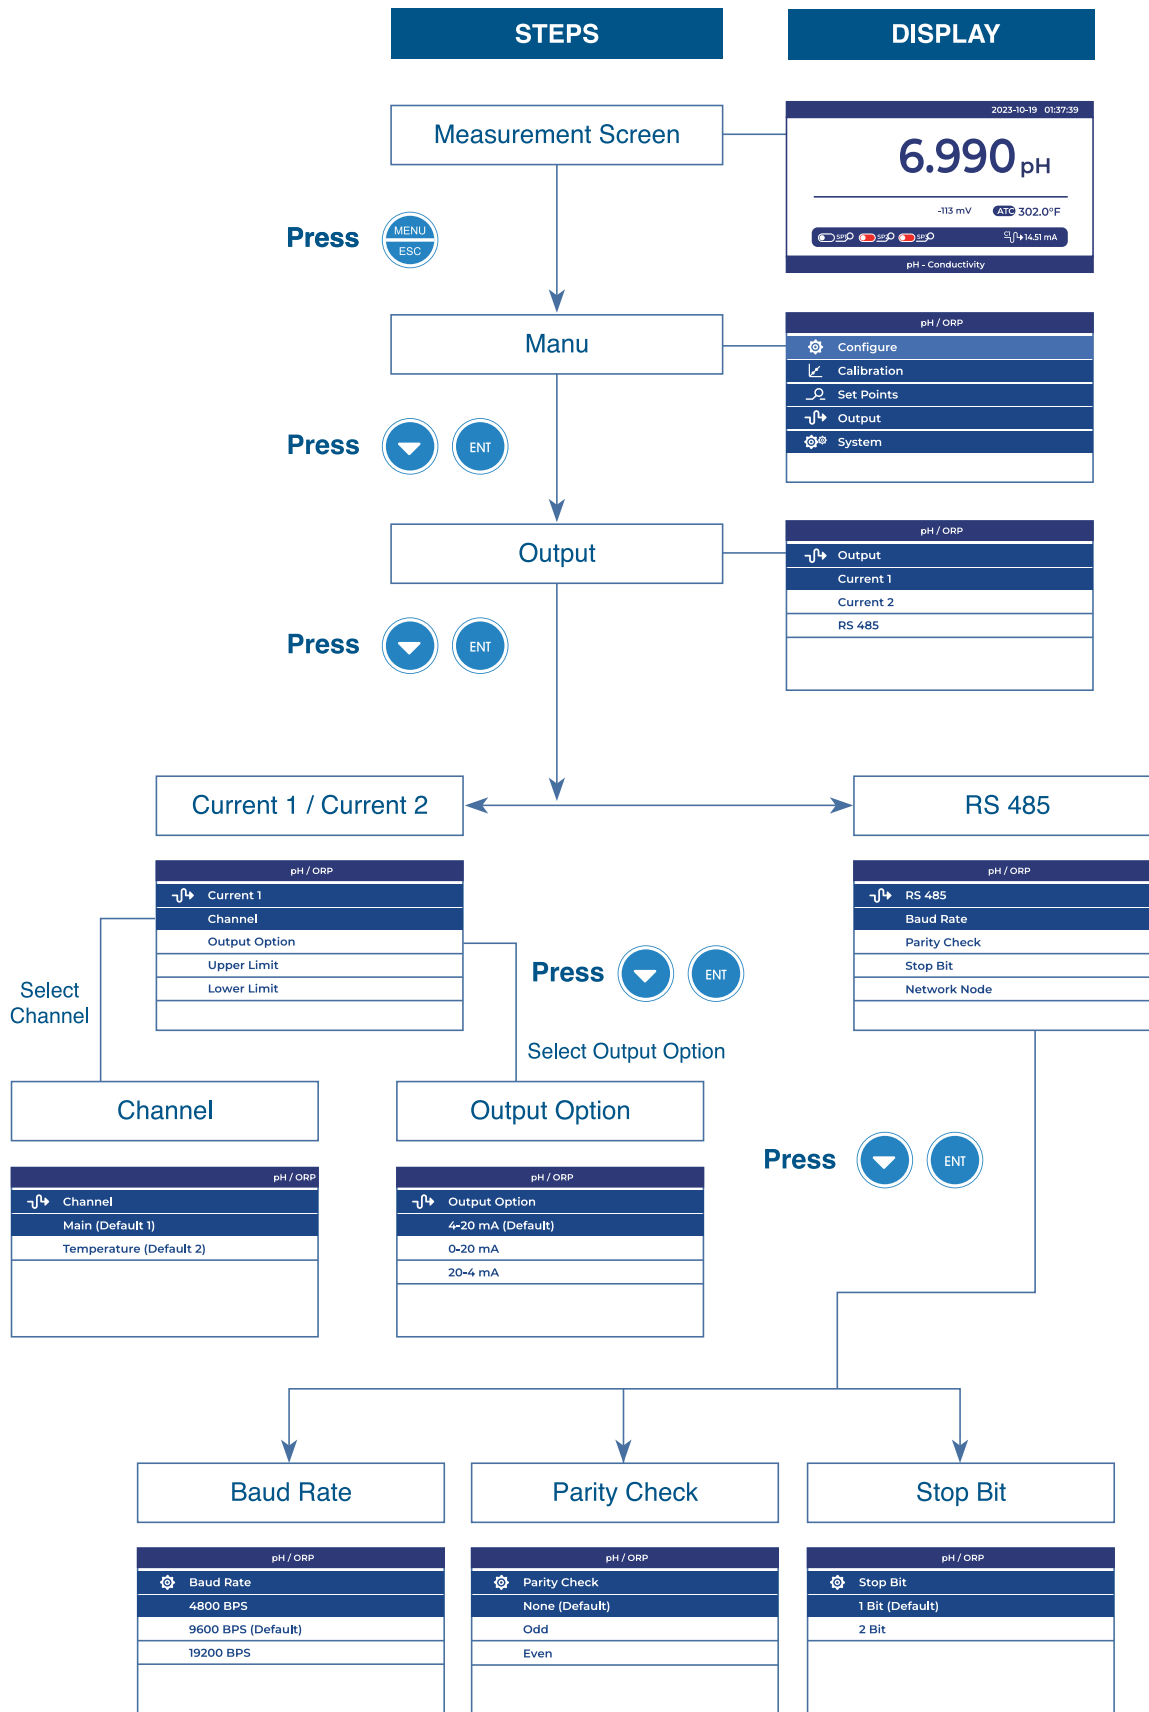 STEPS
DISPLAY
Measurement Screen
2023-10-19 01:37:39
6.990 pH
-113 mV ATC 302.0°F
SP1 SP2 SP3 14.51 mA
pH - Conductivity
Press MENU
ESC
Manu
pH / ORP
Configure
Calibration
Set Points
Output
System
Press ENT
Output
pH / ORP
Output
Current 1
Current 2
RS 485
Press ENT
Current 1 / Current 2
RS 485
pH / ORP
Current 1
Channel
Output Option
Upper Limit
Lower Limit
Press ENT
pH / ORP
RS 485
Baud Rate
Parity Check
Stop Bit
Network Node
Select
Channel
Select Output Option
Channel
Output Option
Press ENT
pH / ORP
Channel
Main (Default 1)
Temperature (Default 2)
pH / ORP
Output Option
4-20 mA (Default)
0-20 mA
20-4 mA
Baud Rate
Parity Check
Stop Bit
pH / ORP
Baud Rate
4800 BPS
9600 BPS (Default)
19200 BPS
pH / ORP
Parity Check
None (Default)
Odd
Even
pH / ORP
Stop Bit
1 Bit (Default)
2 Bit